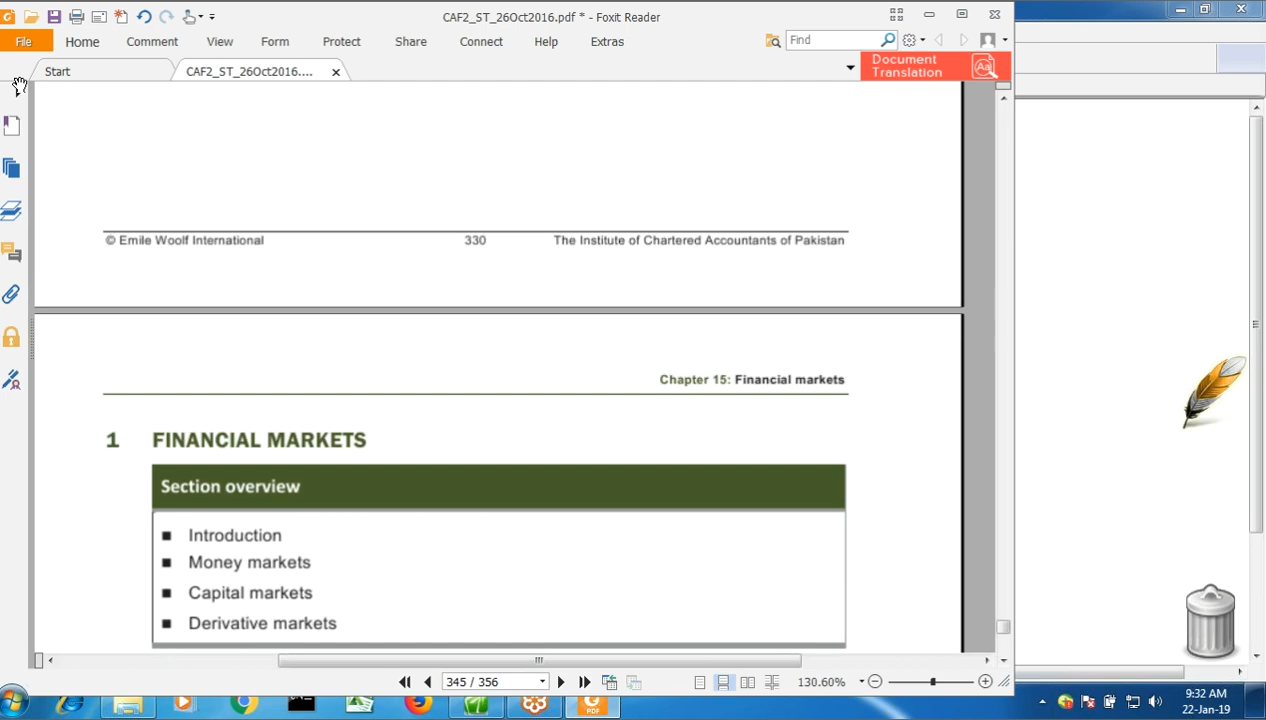 CAF2_ST_26Oct2016.pdf * - Foxit Reader
File Home Comment View Form Protect Share Connect Help Extras Find
Start CAF2_ST_26Oct2016.... Document Translation
© Emile Woolf International 330 The Institute of Chartered Accountants of Pakistan
Chapter 15: Financial markets
1 FINANCIAL MARKETS
Section overview
■ Introduction
■ Money markets
■ Capital markets
■ Derivative markets
345 / 356 130.60%
9:32 AM
22-Jan-19